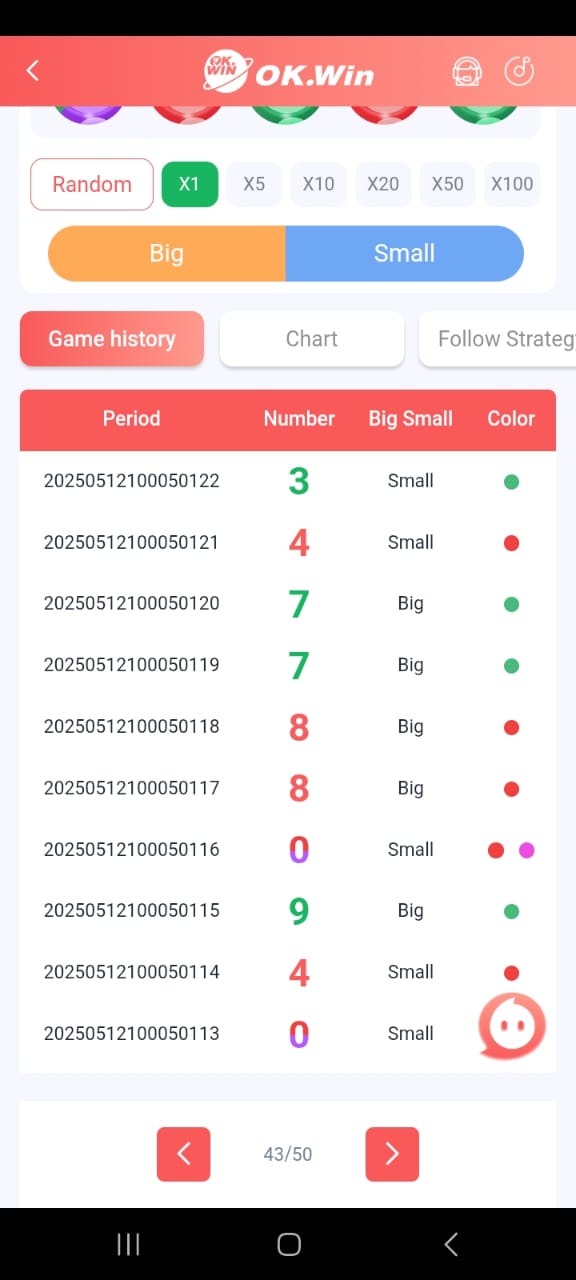 OK.WIN OK.Win
Random X1 X5 X10 X20 X50 X100
Big Small
Game history Chart Follow Strateg
Period Number Big Small Color
20250512100050122 3 Small
20250512100050121 4 Small
20250512100050120 7 Big
20250512100050119 7 Big
20250512100050118 8 Big
20250512100050117 8 Big
20250512100050116 0 Small
20250512100050115 9 Big
20250512100050114 4 Small
20250512100050113 0 Small
43/50